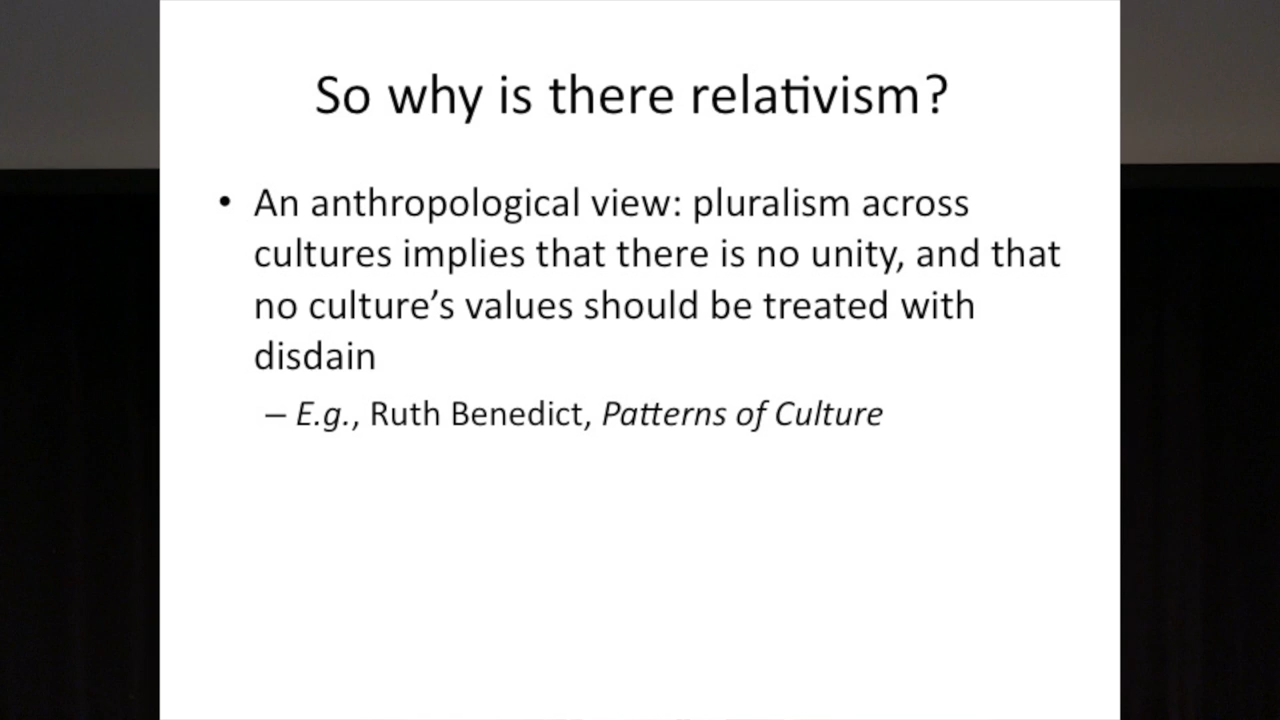 So why is there relativism?
• An anthropological view: pluralism across
cultures implies that there is no unity, and that
no culture’s values should be treated with
disdain
– E.g., Ruth Benedict, Patterns of Culture